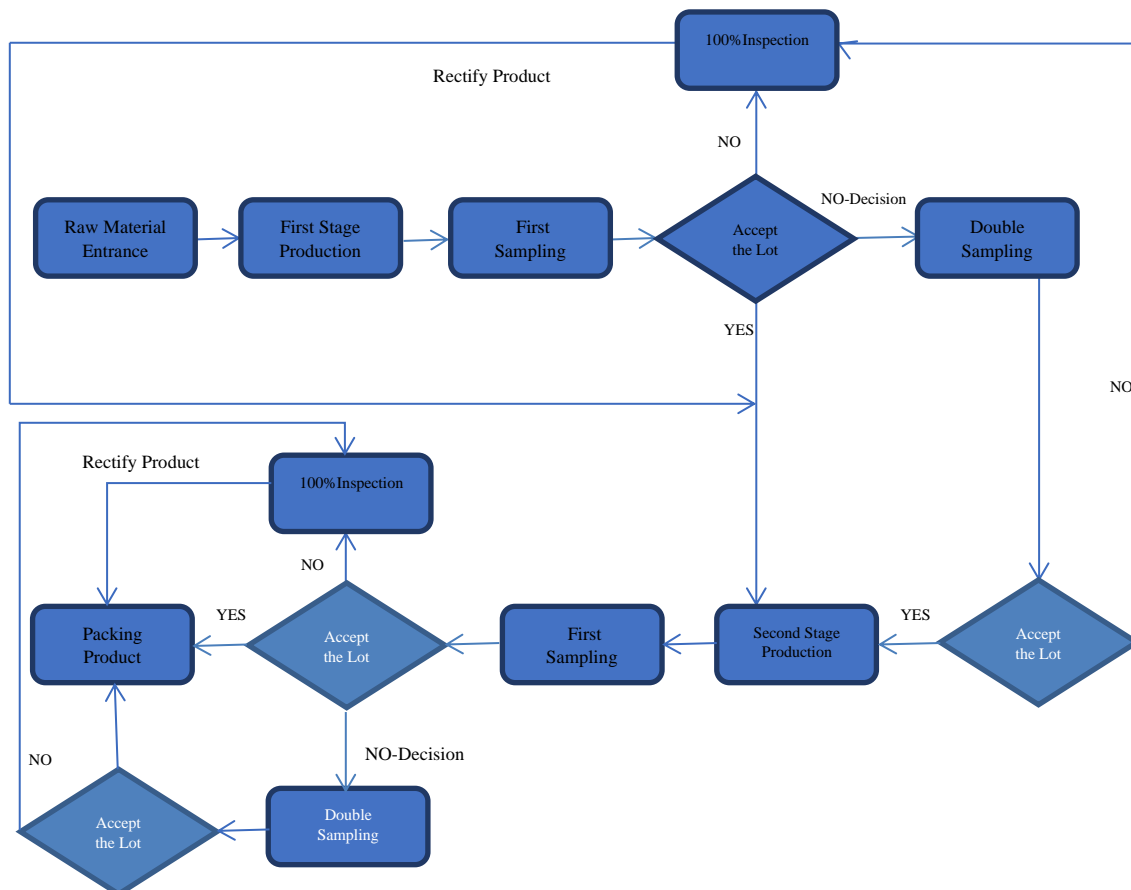 100%Inspection
Rectify Product
NO
NO-Decision
Raw Material
Entrance
First Stage
Production
First
Sampling
Accept
the Lot
Double
Sampling
YES
NO
Rectify Product
100%Inspection
NO
YES
Packing
Product
Accept
the Lot
First
Sampling
Second Stage
Production
YES
Accept
the Lot
NO-Decision
NO
Accept
the Lot
Double
Sampling